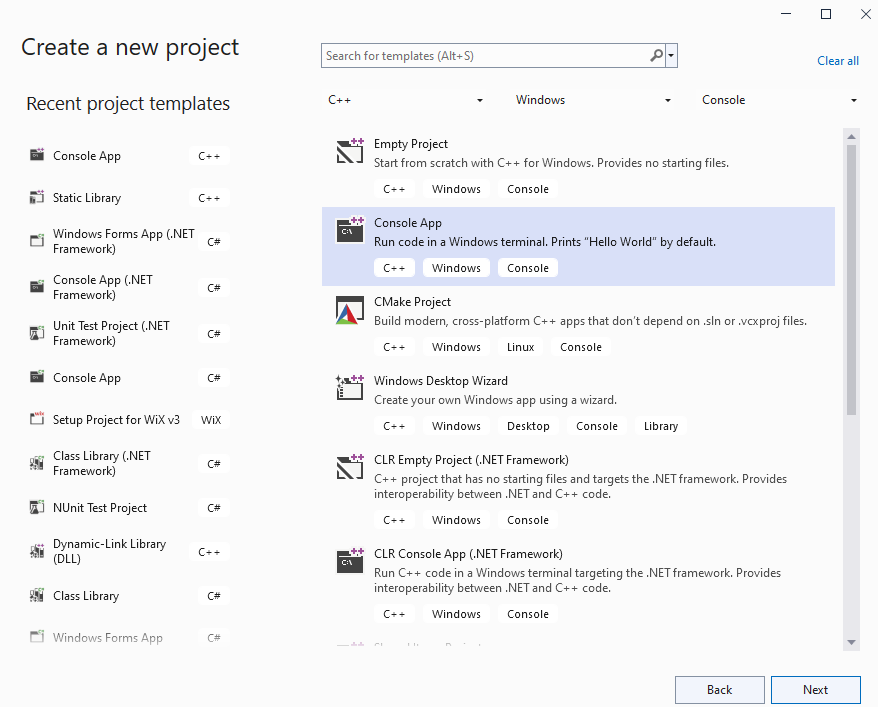 Create a new project
Search for templates (Alt+S)
Clear all
Recent project templates
Console App C++
Static Library C++
Windows Forms App (.NET
Framework) C#
Console App (.NET
Framework) C#
Unit Test Project (.NET
Framework) C#
Console App C#
Setup Project for WiX v3 WiX
Class Library (.NET
Framework) C#
NUnit Test Project C#
Dynamic-Link Library
(DLL) C++
Class Library C#
Windows Forms App C#
C++ Windows Console
Empty Project
Start from scratch with C++ for Windows. Provides no starting files.
C++ Windows Console
Console App
Run code in a Windows terminal. Prints "Hello World" by default.
C++ Windows Console
CMake Project
Build modern, cross-platform C++ apps that don't depend on .sln or .vcxproj files.
C++ Windows Linux Console
Windows Desktop Wizard
Create your own Windows app using a wizard.
C++ Windows Desktop Console Library
CLR Empty Project (.NET Framework)
C++ project that has no starting files and targets the .NET framework. Provides
interoperability between .NET and C++ code.
C++ Windows Console
CLR Console App (.NET Framework)
Run C++ code in a Windows terminal targeting the .NET framework. Provides
interoperability between .NET and C++ code.
C++ Windows Console
Back Next